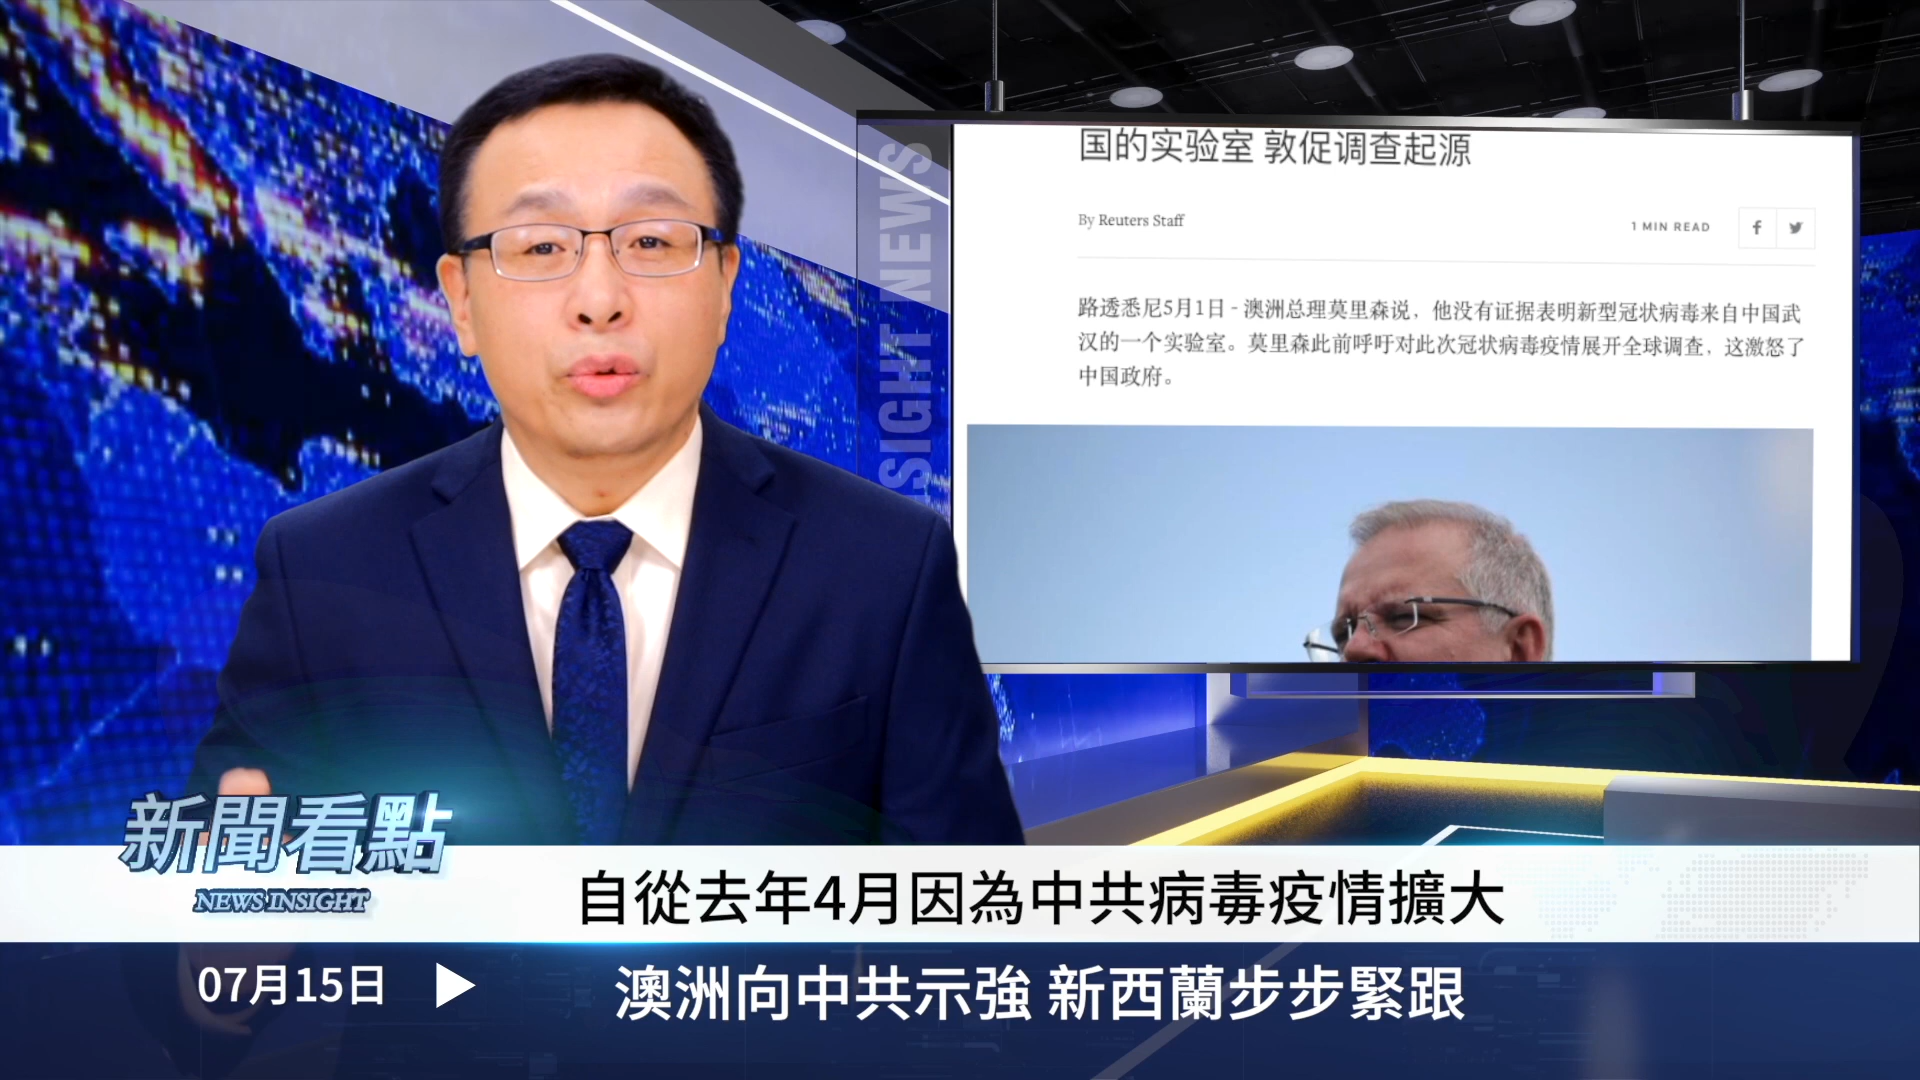 国的实验室 敦促调查起源
By Reuters Staff
1 MIN READ
路透悉尼5月1日 - 澳洲总理莫里森说，他没有证据表明新型冠状病毒来自中国武
汉的一个实验室。莫里森此前呼吁对此次冠状病毒疫情展开全球调查，这激怒了
中国政府。
SIGHT NEWS
新聞看點
NEWS INSIGHT
自從去年4月因為中共病毒疫情擴大
07月15日
澳洲向中共示強 新西蘭步步緊跟